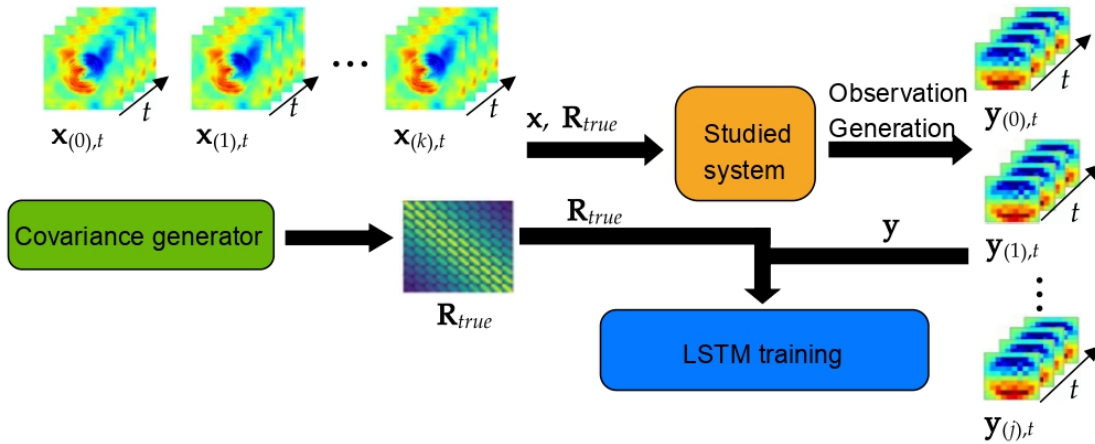 t
t
...
t
x(0),t
x(1),t
x(k),t
x, Rtrue
Studied
system
Observation
Generation
t
y(0),t
Covariance generator
Rtrue
Rtrue
y
t
y(1),t
LSTM training
t
y(j),t